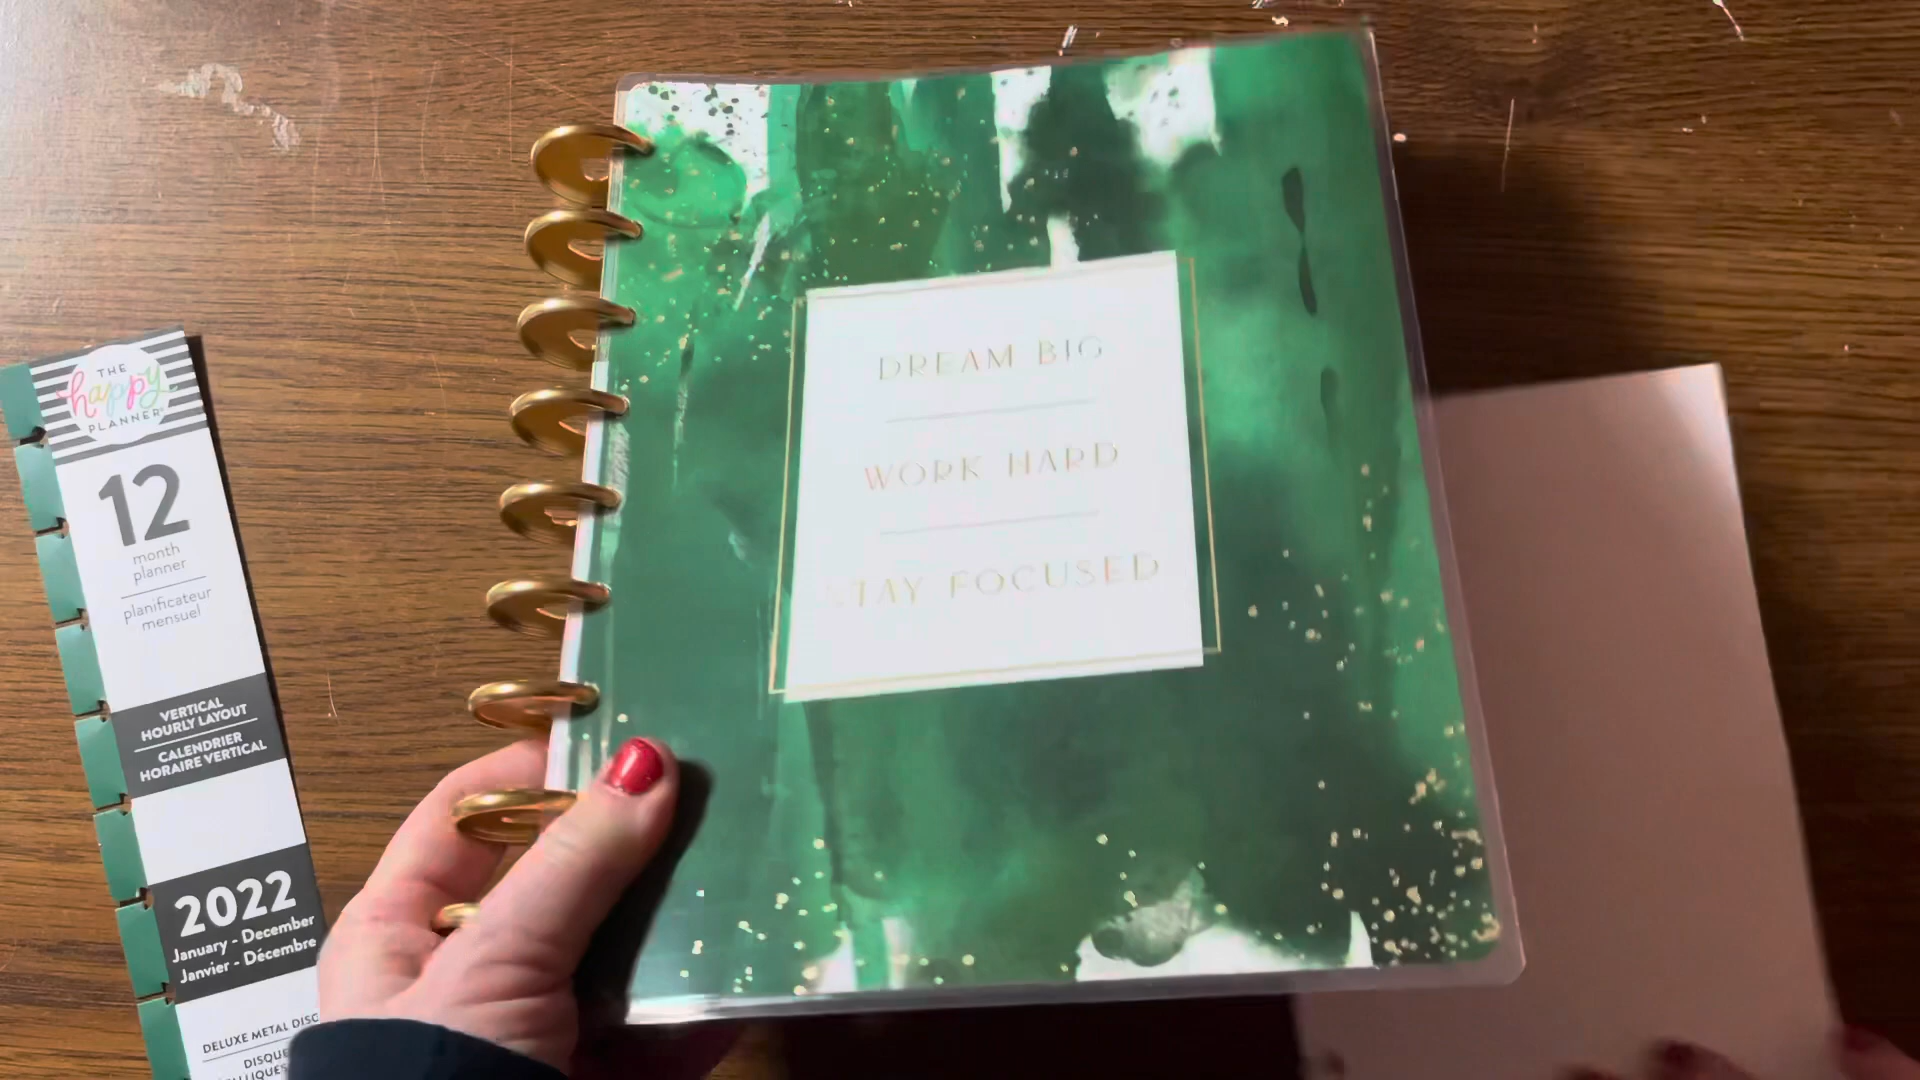 THE
happy
PLANNER
12
month
planner
planificateur
mensuel
VERTICAL
HOURLY LAYOUT
CALENDRIER
HORAIRE VERTICAL
2022
January - December
Janvier - Décembre
DELUXE METAL DISC
DREAM BIG
WORK HARD
STAY FOCUSED